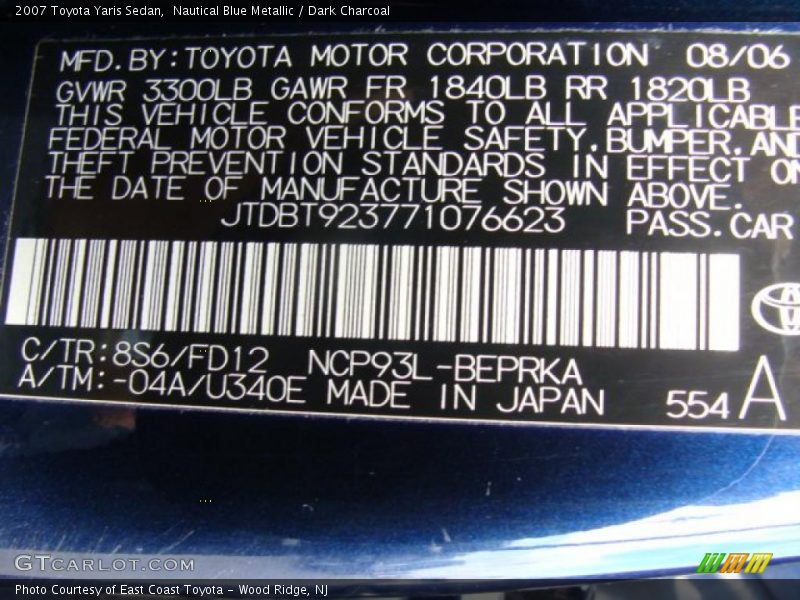 2007 Toyota Yaris Sedan,  Nautical Blue Metallic / Dark Charcoal
MFD.BY:TOYOTA MOTOR CORPORATION 08/06
GVWR 3300LB GAWR FR 1840LB RR 1820LB
THIS VEHICLE CONFORMS TO ALL APPLICABLE
FEDERAL MOTOR VEHICLE SAFETY,BUMPER,AND
THEFT PREVENTION STANDARDS IN EFFECT ON
THE DATE OF MANUFACTURE SHOWN ABOVE.
JTDBT923771076623 PASS.CAR
C/TR:8S6/FD12 NCP93L-BEPRKA
A/TM:-04A/U340E MADE IN JAPAN 554 A
GTCARLOT.COM
Photo Courtesy of East Coast Toyota - Wood Ridge, NJ